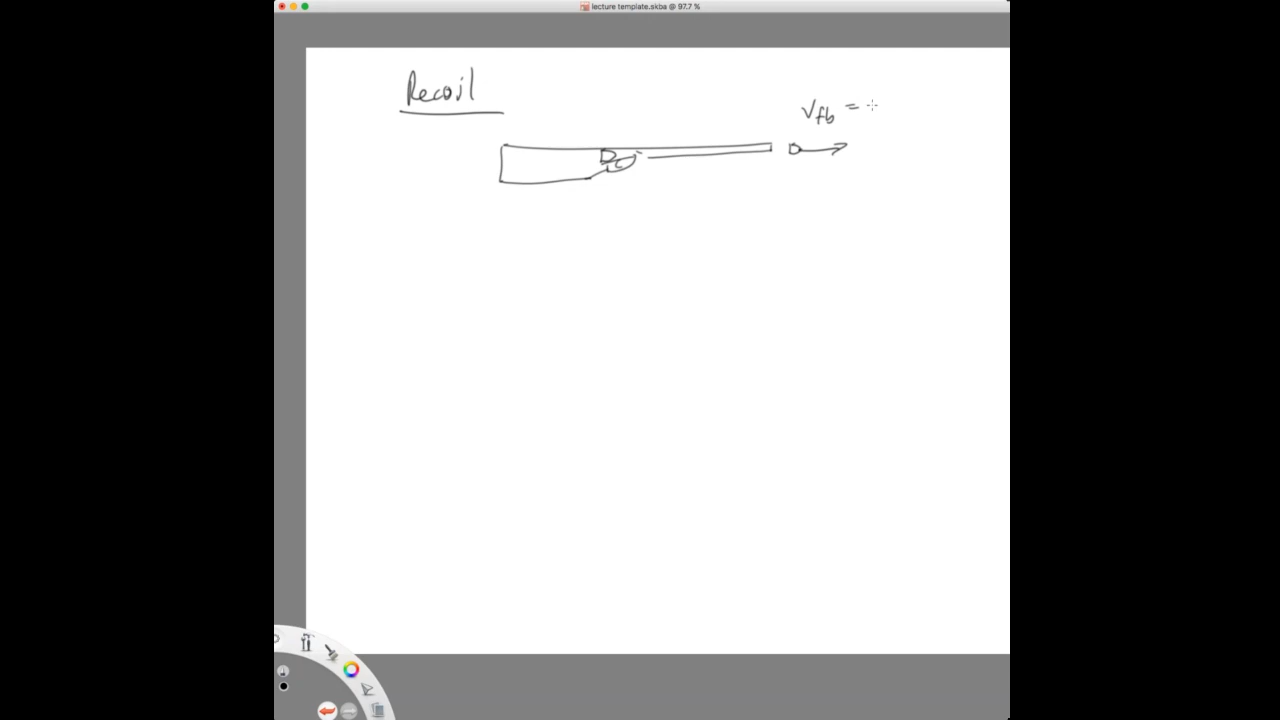 lecture template.skba @ 97.7 %
Recoil
V_fb =